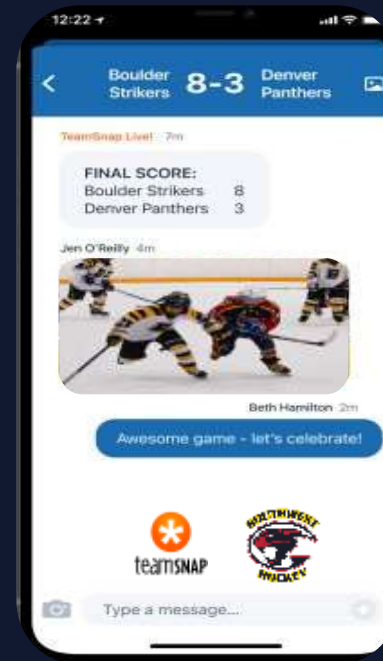 12:22
Boulder Strikers
8-3
Denver Panthers
TeamSnap Live! 7m
FINAL SCORE:
Boulder Strikers 8
Denver Panthers 3
Jen O'Reilly 4m
Beth Hamilton 2m
Awesome game - let's celebrate!
teamSNAP
NORTHWEST
HOCKEY
Type a message...